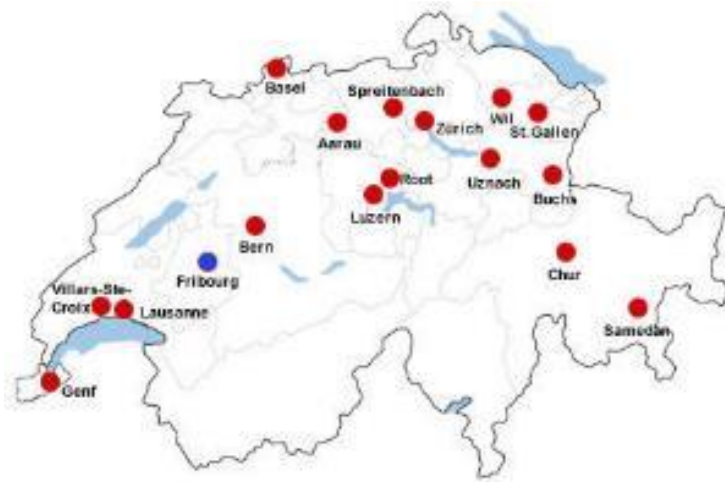 Basel
Spreitenbach
Wil
Zürich
St.Gallen
Aarau
Uznach
Root
Buchs
Luzern
Bern
Chur
Fribourg
Villars-Ste-
Croix
Lausanne
Samedan
Genf